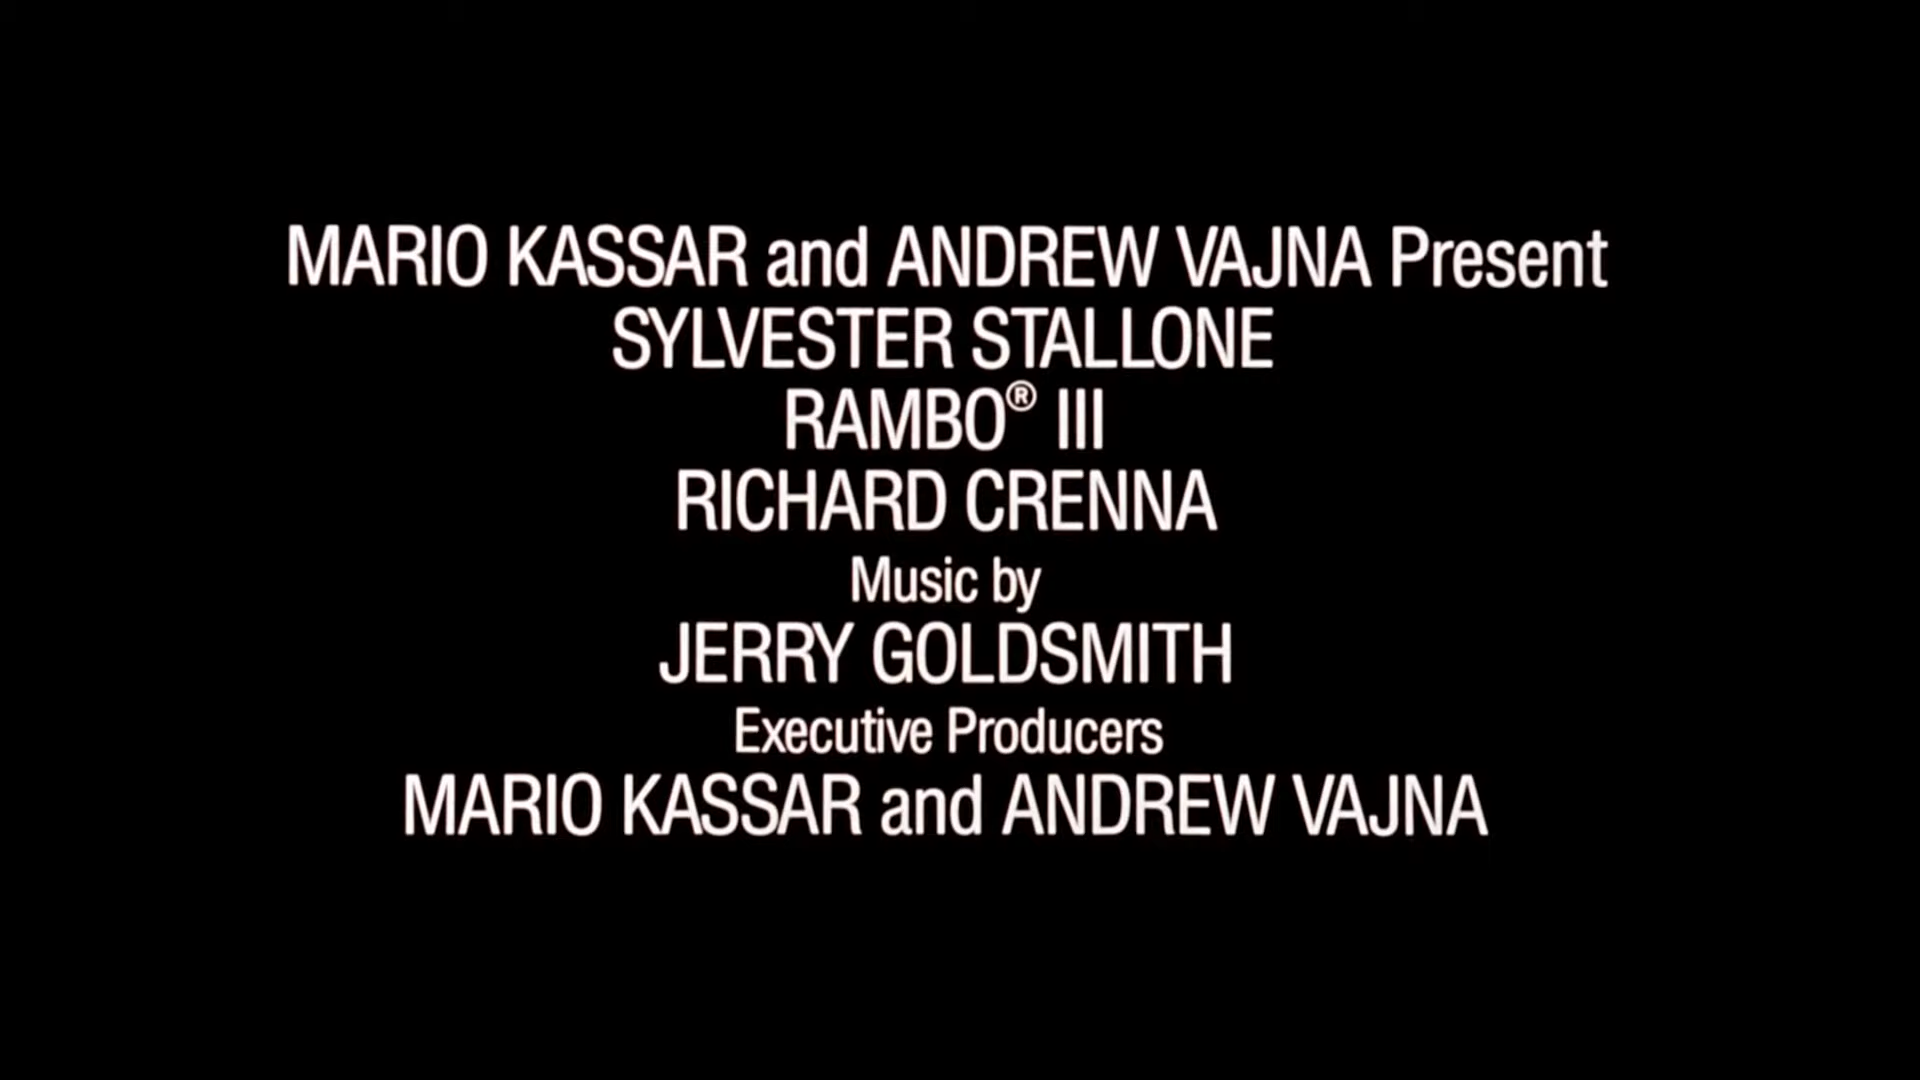 MARIO KASSAR and ANDREW VAJNA Present
SYLVESTER STALLONE
RAMBO® III
RICHARD CRENNA
Music by
JERRY GOLDSMITH
Executive Producers
MARIO KASSAR and ANDREW VAJNA